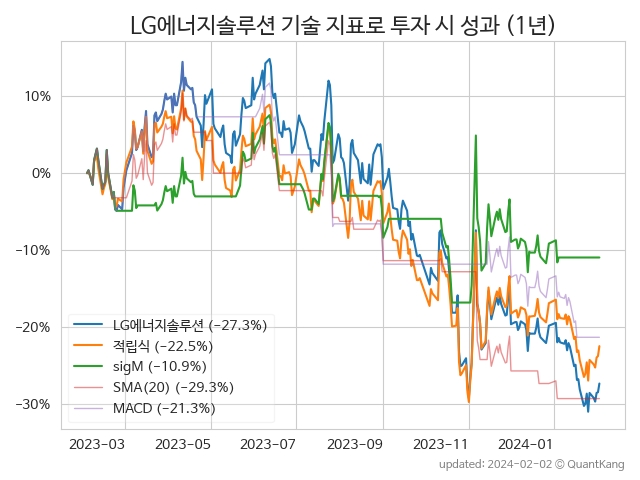 LG에너지솔루션 기술 지표로 투자 시 성과 (1년)
10%
0%
−10%
−20%
−30%
LG에너지솔루션 (−27.3%)
적립식 (−22.5%)
sigM (−10.9%)
SMA(20) (−29.3%)
MACD (−21.3%)
2023−03 2023−05 2023−07 2023−09 2023−11 2024−01
updated: 2024−02−02 © QuantKang